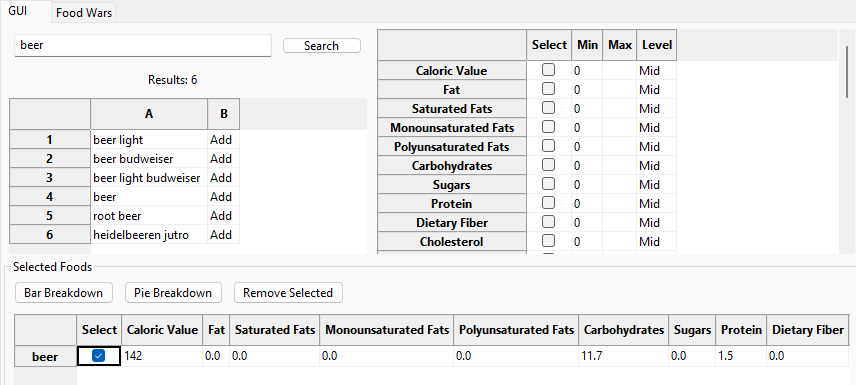 GUI Food Wars
beer Search
Results: 6
A B
1 beer light Add
2 beer budweiser Add
3 beer light budweiser Add
4 beer Add
5 root beer Add
6 heidelbeeren jutro Add
Select Min Max Level
Caloric Value 0 Mid
Fat 0 Mid
Saturated Fats 0 Mid
Monounsaturated Fats 0 Mid
Polyunsaturated Fats 0 Mid
Carbohydrates 0 Mid
Sugars 0 Mid
Protein 0 Mid
Dietary Fiber 0 Mid
Cholesterol 0 Mid
Selected Foods
Bar Breakdown Pie Breakdown Remove Selected
Select Caloric Value Fat Saturated Fats Monounsaturated Fats Polyunsaturated Fats Carbohydrates Sugars Protein Dietary Fiber
beer 142 0.0 0.0 0.0 0.0 11.7 0.0 1.5 0.0